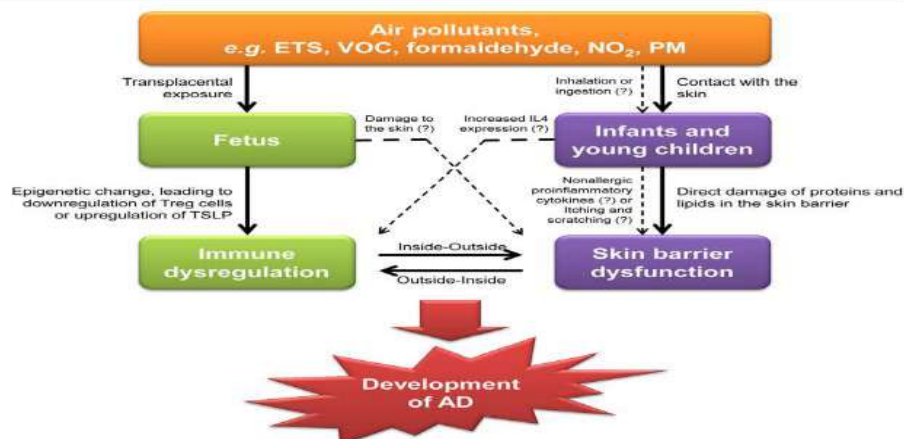 Air pollutants,
e.g. ETS, VOC, formaldehyde, NO₂, PM
Transplacental
exposure
Inhalation or
ingestion (?)
Contact with the
skin
Fetus
Damage to
the skin (?)
Increased IL4
expression (?)
Infants and
young children
Epigenetic change, leading to
downregulation of Treg cells
or upregulation of TSLP
Nonallergic
proinflammatory
cytokines (?) or
Itching and
scratching (?)
Direct damage of proteins and
lipids in the skin barrier
Immune
dysregulation
Inside-Outside
Outside-Inside
Skin barrier
dysfunction
Development
of AD